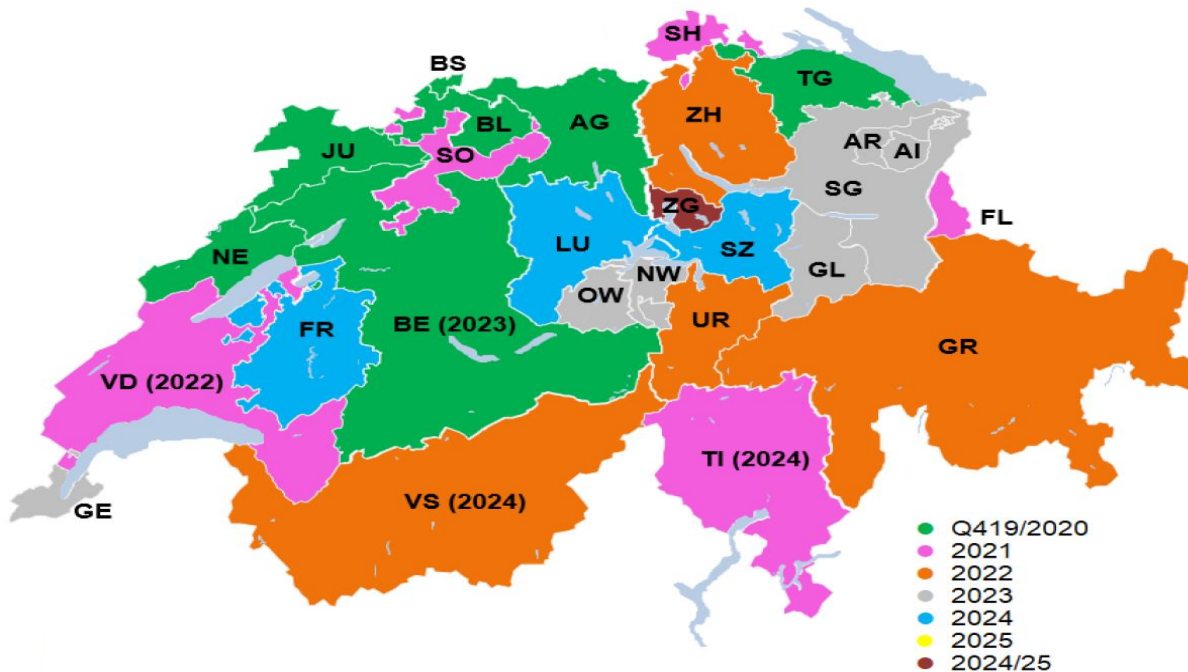 SH
BS
TG
ZH
BL
AG
AR
AI
JU
SO
SG
ZG
FL
LU
SZ
NE
NW
GL
OW
UR
FR
BE (2023)
GR
VD (2022)
TI (2024)
VS (2024)
GE
Q419/2020
2021
2022
2023
2024
2025
2024/25